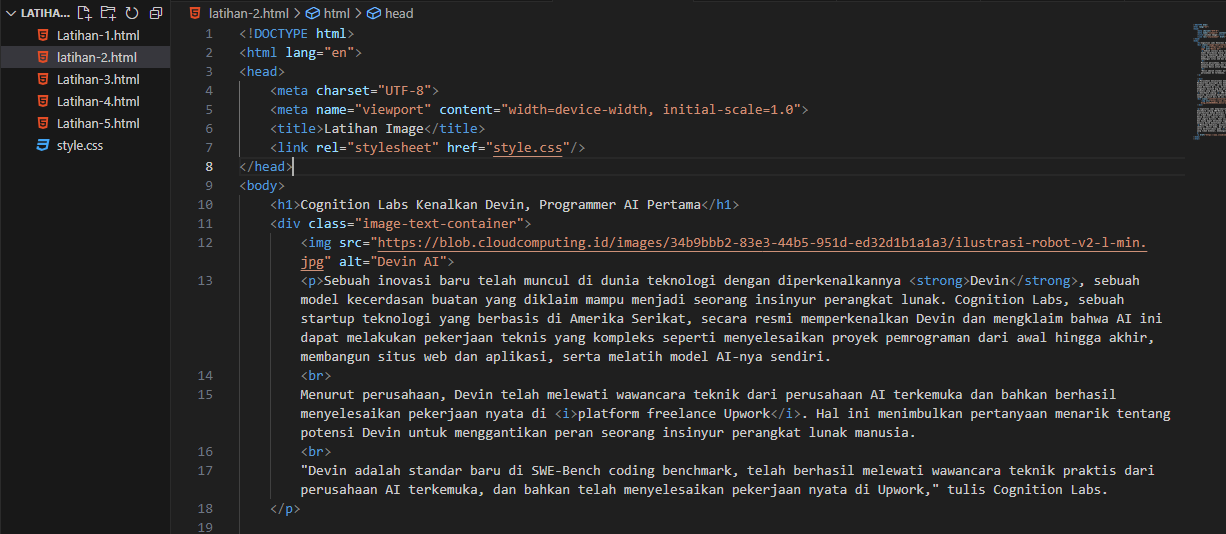 LATIHA...
Latihan-1.html
latihan-2.html
Latihan-3.html
Latihan-4.html
Latihan-5.html
style.css
latihan-2.html > html > head
1 <!DOCTYPE html>
2 <html lang="en">
3 <head>
4 <meta charset="UTF-8">
5 <meta name="viewport" content="width=device-width, initial-scale=1.0">
6 <title>Latihan Image</title>
7 <link rel="stylesheet" href="style.css"/>
8 </head>
9 <body>
10 <h1>Cognition Labs Kenalkan Devin, Programmer AI Pertama</h1>
11 <div class="image-text-container">
12 <img src="https://blob.cloudcomputing.id/images/34b9bbb2-83e3-44b5-951d-ed32d1b1a1a3/ilustrasi-robot-v2-l-min.
jpg" alt="Devin AI">
13 <p>Sebuah inovasi baru telah muncul di dunia teknologi dengan diperkenalkannya <strong>Devin</strong>, sebuah
model kecerdasan buatan yang diklaim mampu menjadi seorang insinyur perangkat lunak. Cognition Labs, sebuah
startup teknologi yang berbasis di Amerika Serikat, secara resmi memperkenalkan Devin dan mengklaim bahwa AI ini
dapat melakukan pekerjaan teknis yang kompleks seperti menyelesaikan proyek pemrograman dari awal hingga akhir,
membangun situs web dan aplikasi, serta melatih model AI-nya sendiri.
14 <br>
15 Menurut perusahaan, Devin telah melewati wawancara teknik dari perusahaan AI terkemuka dan bahkan berhasil
menyelesaikan pekerjaan nyata di <i>platform freelance Upwork</i>. Hal ini menimbulkan pertanyaan menarik tentang
potensi Devin untuk menggantikan peran seorang insinyur perangkat lunak manusia.
16 <br>
17 "Devin adalah standar baru di SWE-Bench coding benchmark, telah berhasil melewati wawancara teknik praktis dari
perusahaan AI terkemuka, dan bahkan telah menyelesaikan pekerjaan nyata di Upwork," tulis Cognition Labs.
18 </p>
19